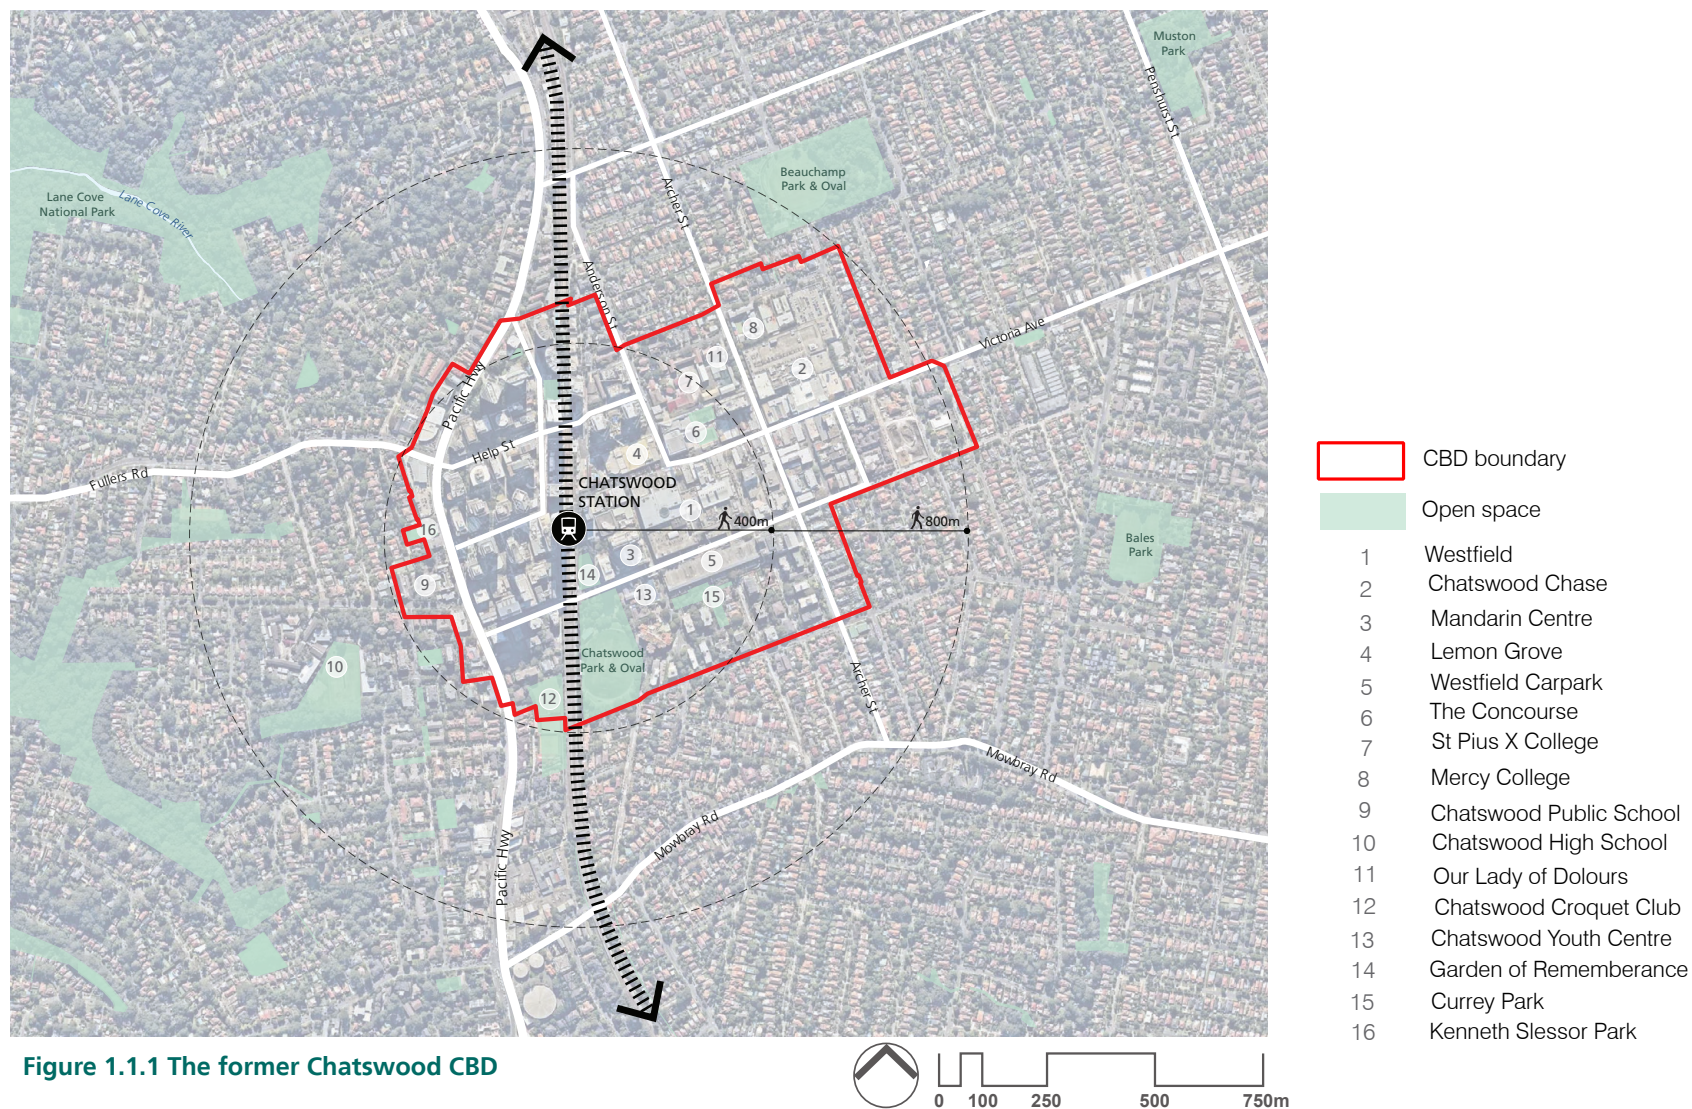 Muston
Park
Penshurst St
Beauchamp
Park & Oval
Lane Cove
National Park
Lane Cove River
Archer St
Anderson St
8
Victoria Ave
11
2
7
Pacific Hwy
6
Help St
4
Fullers Rd
CHATSWOOD
STATION
1
400m
800m
16
Bales
Park
3
5
14
9
13
15
Chatswood
Park & Oval
10
12
Archer St
Mowbray Rd
Mowbray Rd
Pacific Hwy
CBD boundary
Open space
1 Westfield
2 Chatswood Chase
3 Mandarin Centre
4 Lemon Grove
5 Westfield Carpark
6 The Concourse
7 St Pius X College
8 Mercy College
9 Chatswood Public School
10 Chatswood High School
11 Our Lady of Dolours
12 Chatswood Croquet Club
13 Chatswood Youth Centre
14 Garden of Rememberance
15 Currey Park
16 Kenneth Slessor Park
Figure 1.1.1 The former Chatswood CBD
0 100 250 500 750m